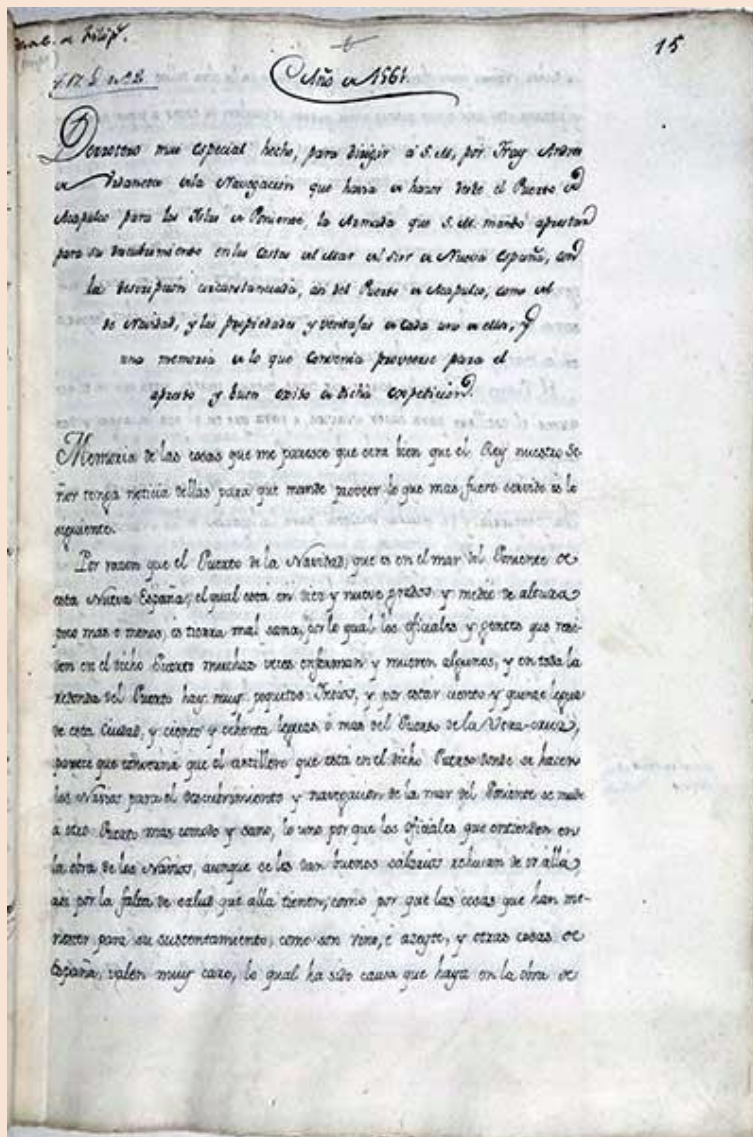 15
Año de 1561.
Derrotero mui especial hecho, para dirigir á S. M, por Fray Andres
de Urdaneta de la Navegacion que havia de hacer desde el Puerto de
Acapulco para las Islas de Poniente, la Armada que S. M. mandó aprestar
para su descubrimiento en las Costas del Mar del Sur de Nueva España, con
la descripcion circunstanciada, asi del Puerto de Acapulco, como del
de Navidad, y las propiedades y ventajas de cada uno de ellos, y
una memoria de lo que convenia proveerse para el
apresto y buen exito de dicha expedicion.
Memoria de las cosas que me paresce que sera bien que el Rey nuestro Se-
ñor tenga noticia dellas para que mande proveer lo que mas fuere servido es lo
siguiente.
Por razon que el Puerto de la Navidad, que es en el mar del Poniente de
esta Nueva España, el qual esta en diez y nueve grados y medio de altura
poco mas o menos, es tierra mal sana, por lo qual los oficiales y gentes que resi-
den en el dicho Puerto muchas veces enferman y mueren algunos, y en toda la
redonda del Puerto hay muy poquitos Indios, y por estar ciento y quinze leguas
de esta Ciudad, y ciento y ochenta leguas ó mas del Puerto de la Vera-cruz,
parece que convernia que el astillero que esta en el dicho Puerto donde se hacen
los Navios para el descubrimiento y navegacion de la mar del Poniente se mude
à otro Puerto mas comodo y sano, lo uno por que los oficiales que entienden en
la obra de los Navios, aunque se les dan buenos salarios rehusan de ir allá,
asi por la falta de salud que alla tienen, como por que las cosas que han me-
nester para su sustentamiento, como son vino, è aseyte, y otras cosas de
España, valen muy caro, lo qual ha sido causa que haya en la obra de